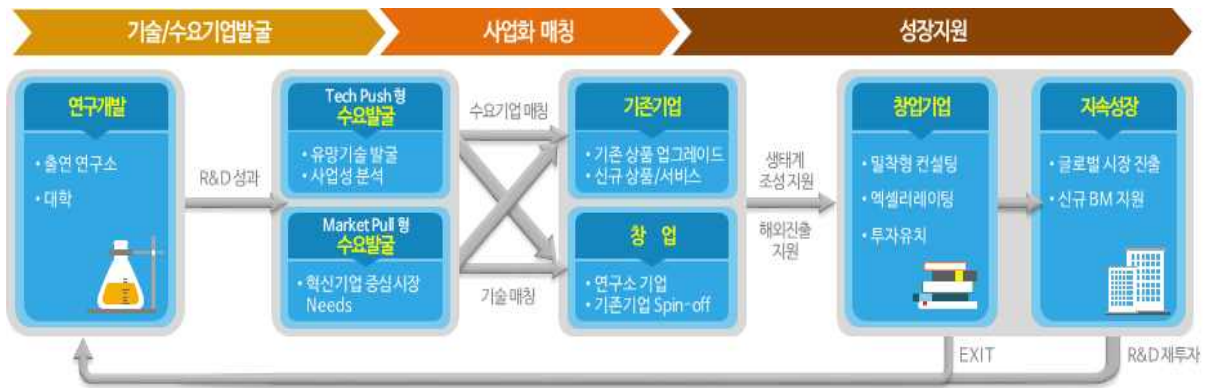 기술/수요기업발굴
사업화 매칭
성장지원
연구개발
• 출연 연구소
• 대학
R&D 성과
Tech Push 형
수요발굴
• 유망기술 발굴
• 사업성 분석
Market Pull 형
수요발굴
• 혁신기업 중심 시장
Needs
수요기업 매칭
기술 매칭
기존기업
• 기존 상품 업그레이드
• 신규 상품/서비스
창 업
• 연구소 기업
• 기존기업 Spin-off
생태계
조성 지원
해외진출
지원
창업기업
• 밀착형 컨설팅
• 엑셀러레이팅
• 투자유치
지속성장
• 글로벌 시장 진출
• 신규 BM 지원
EXIT
R&D 재투자